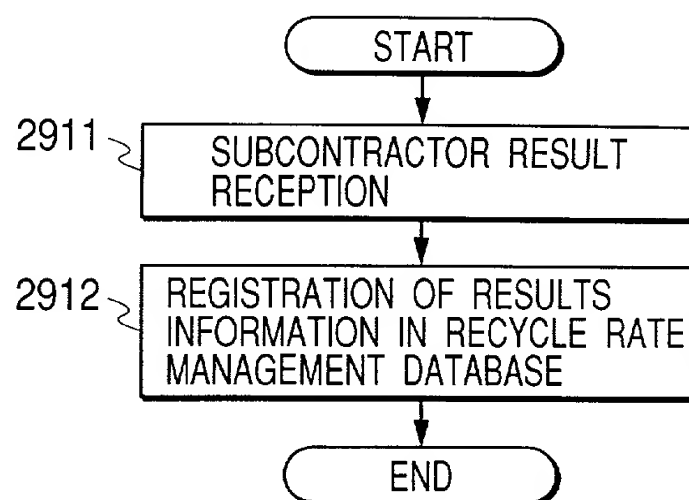 START
2911
SUBCONTRACTOR RESULT
RECEPTION
2912
REGISTRATION OF RESULTS
INFORMATION IN RECYCLE RATE
MANAGEMENT DATABASE
END